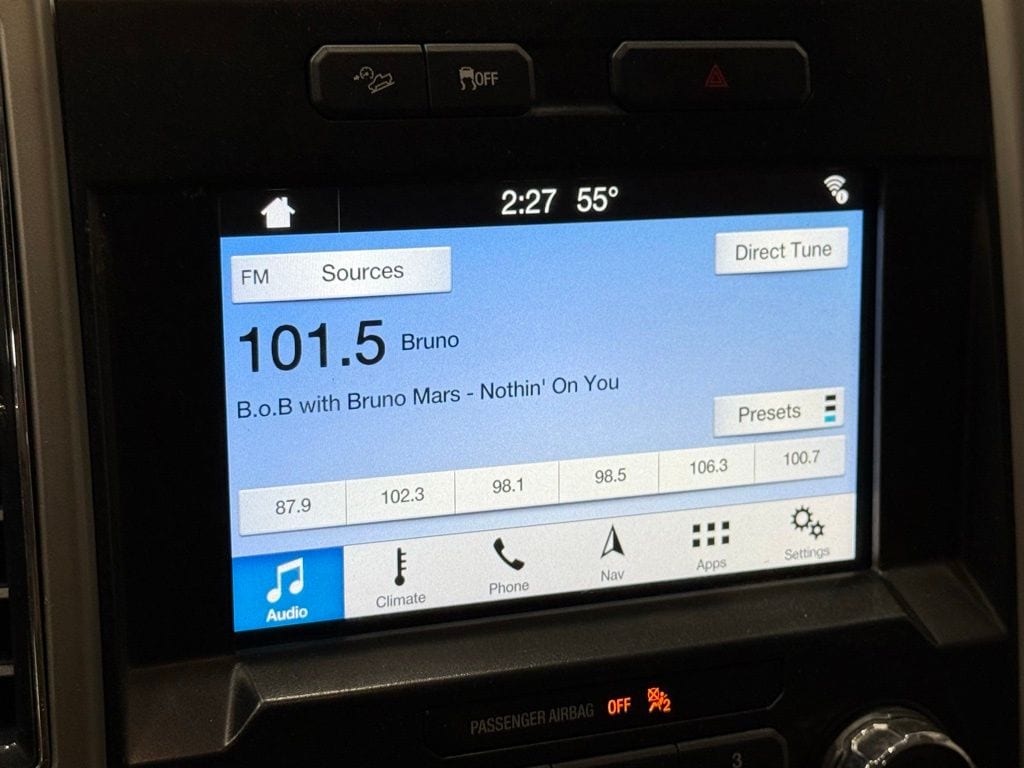 OFF
2:27 55°
FM Sources
Direct Tune
101.5 Bruno
B.o.B with Bruno Mars - Nothin' On You
Presets
87.9 102.3 98.1 98.5 106.3 100.7
Audio Climate Phone Nav Apps Settings
PASSENGER AIRBAG OFF 2
3